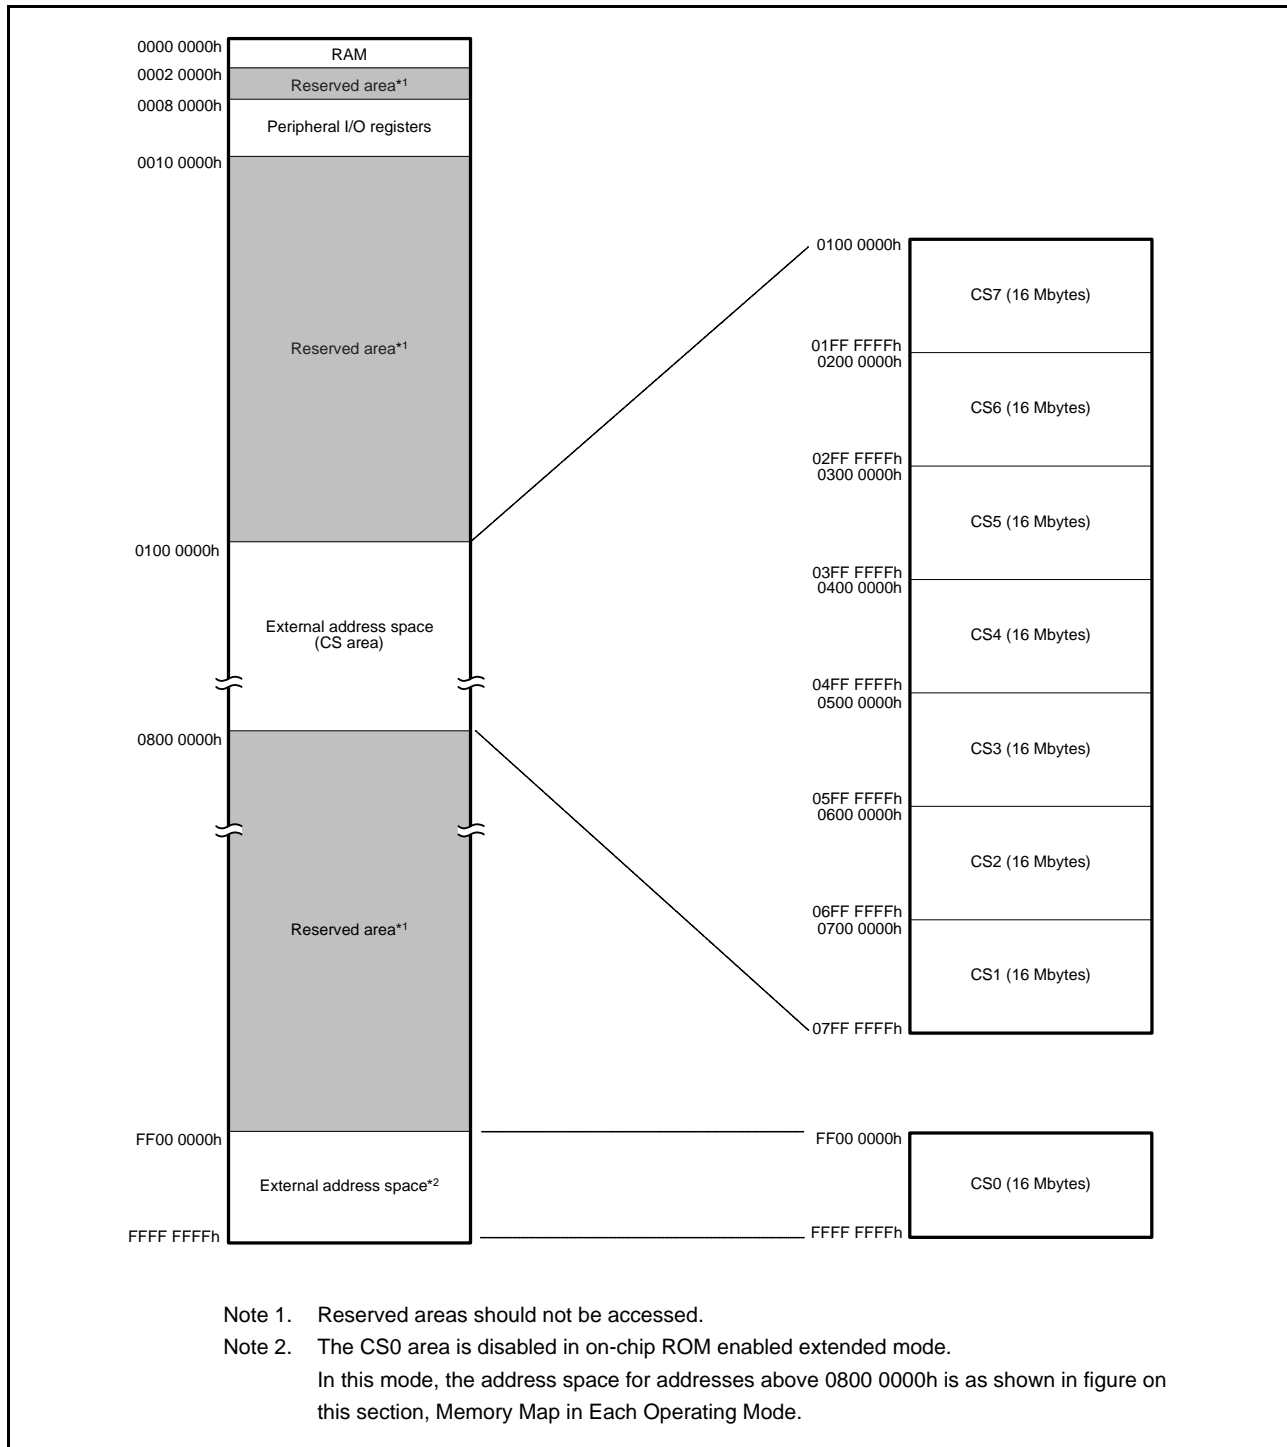 0000 0000h
RAM
0002 0000h
Reserved area*1
0008 0000h
Peripheral I/O registers
0010 0000h
Reserved area*1
0100 0000h
External address space
(CS area)
0800 0000h
Reserved area*1
FF00 0000h
External address space*2
FFFF FFFFh
0100 0000h
CS7 (16 Mbytes)
01FF FFFFh
0200 0000h
CS6 (16 Mbytes)
02FF FFFFh
0300 0000h
CS5 (16 Mbytes)
03FF FFFFh
0400 0000h
CS4 (16 Mbytes)
04FF FFFFh
0500 0000h
CS3 (16 Mbytes)
05FF FFFFh
0600 0000h
CS2 (16 Mbytes)
06FF FFFFh
0700 0000h
CS1 (16 Mbytes)
07FF FFFFh
FF00 0000h
CS0 (16 Mbytes)
FFFF FFFFh
Note 1. Reserved areas should not be accessed.
Note 2. The CS0 area is disabled in on-chip ROM enabled extended mode.
In this mode, the address space for addresses above 0800 0000h is as shown in figure on
this section, Memory Map in Each Operating Mode.